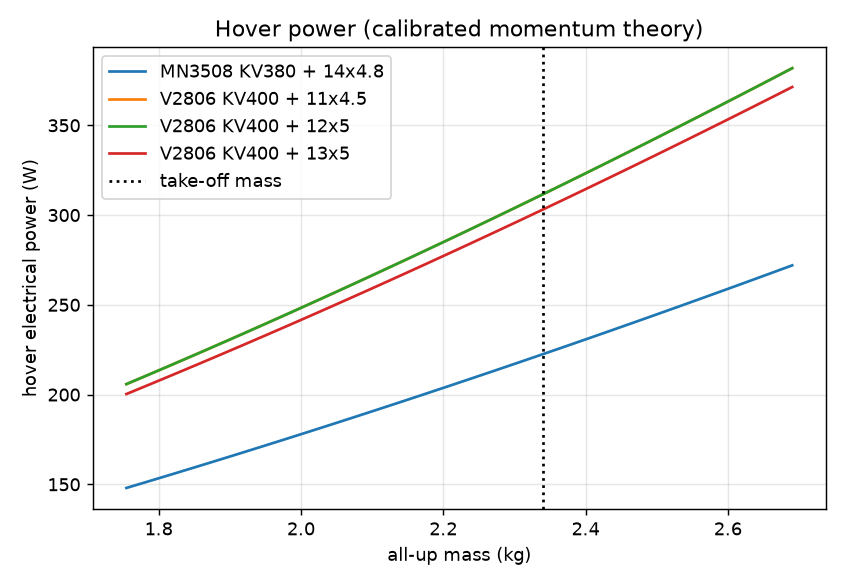 Hover power (calibrated momentum theory)
MN3508 KV380 + 14x4.8
V2806 KV400 + 11x4.5
V2806 KV400 + 12x5
V2806 KV400 + 13x5
take-off mass
hover electrical power (W)
350
300
250
200
150
1.8 2.0 2.2 2.4 2.6
all-up mass (kg)